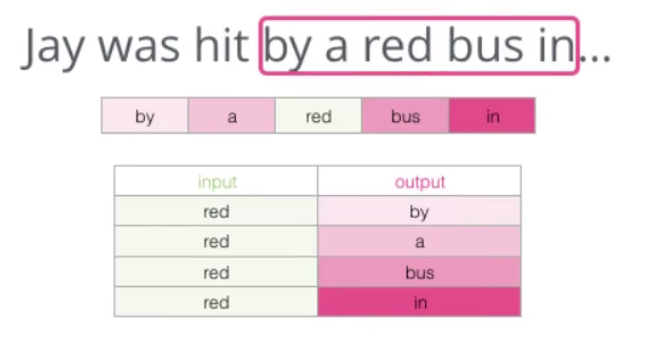 Jay was hit by a red bus in...
by a red bus in
input output
red by
red a
red bus
red in